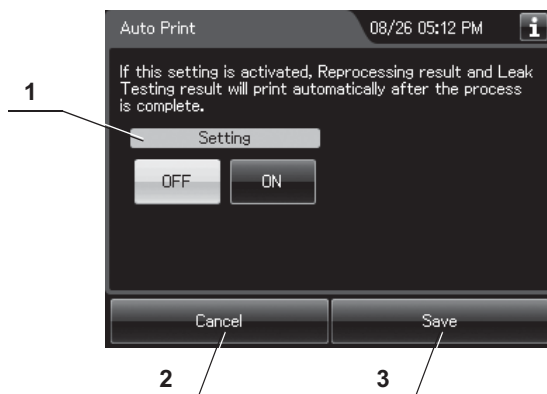 Auto Print 08/26 05:12 PM i
If this setting is activated, Reprocessing result and Leak
Testing result will print automatically after the process
is complete.
1
Setting
OFF ON
Cancel Save
2 3